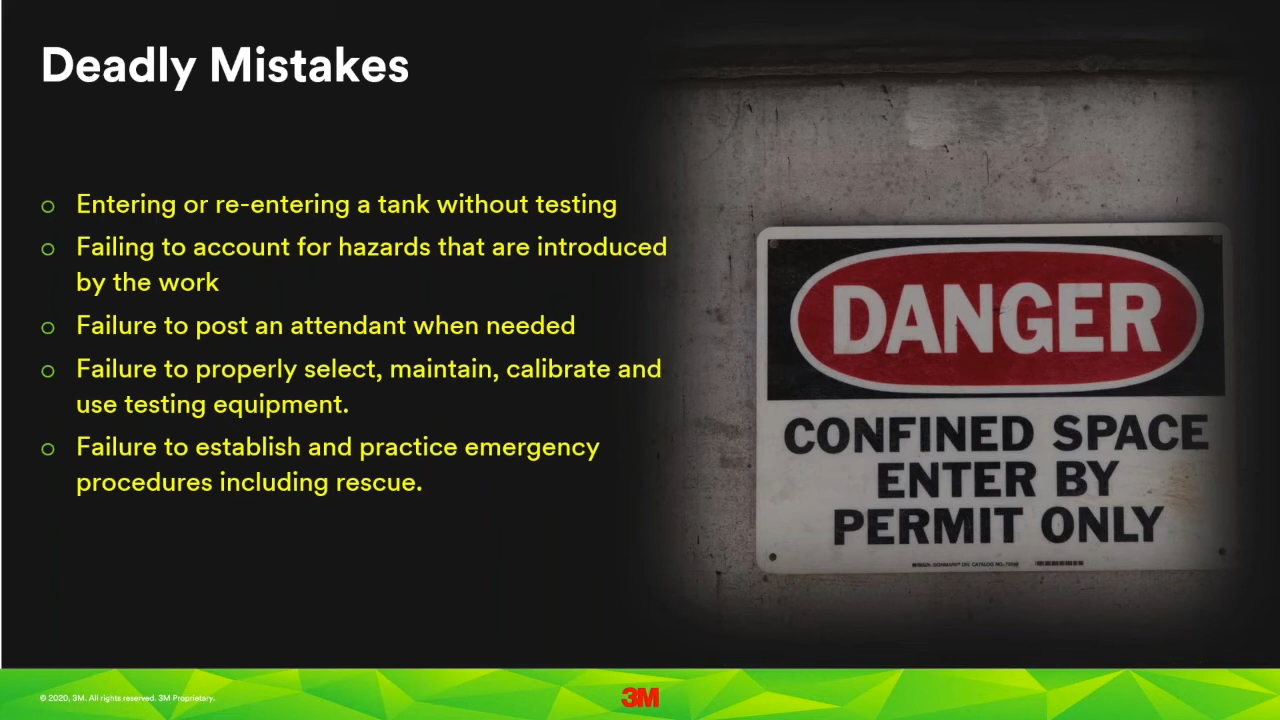 Deadly Mistakes
Entering or re-entering a tank without testing
Failing to account for hazards that are introduced
by the work
Failure to post an attendant when needed
Failure to properly select, maintain, calibrate and
use testing equipment.
Failure to establish and practice emergency
procedures including rescue.
DANGER
CONFINED SPACE
ENTER BY
PERMIT ONLY
© 2020, 3M. All rights reserved. 3M Proprietary.
3M